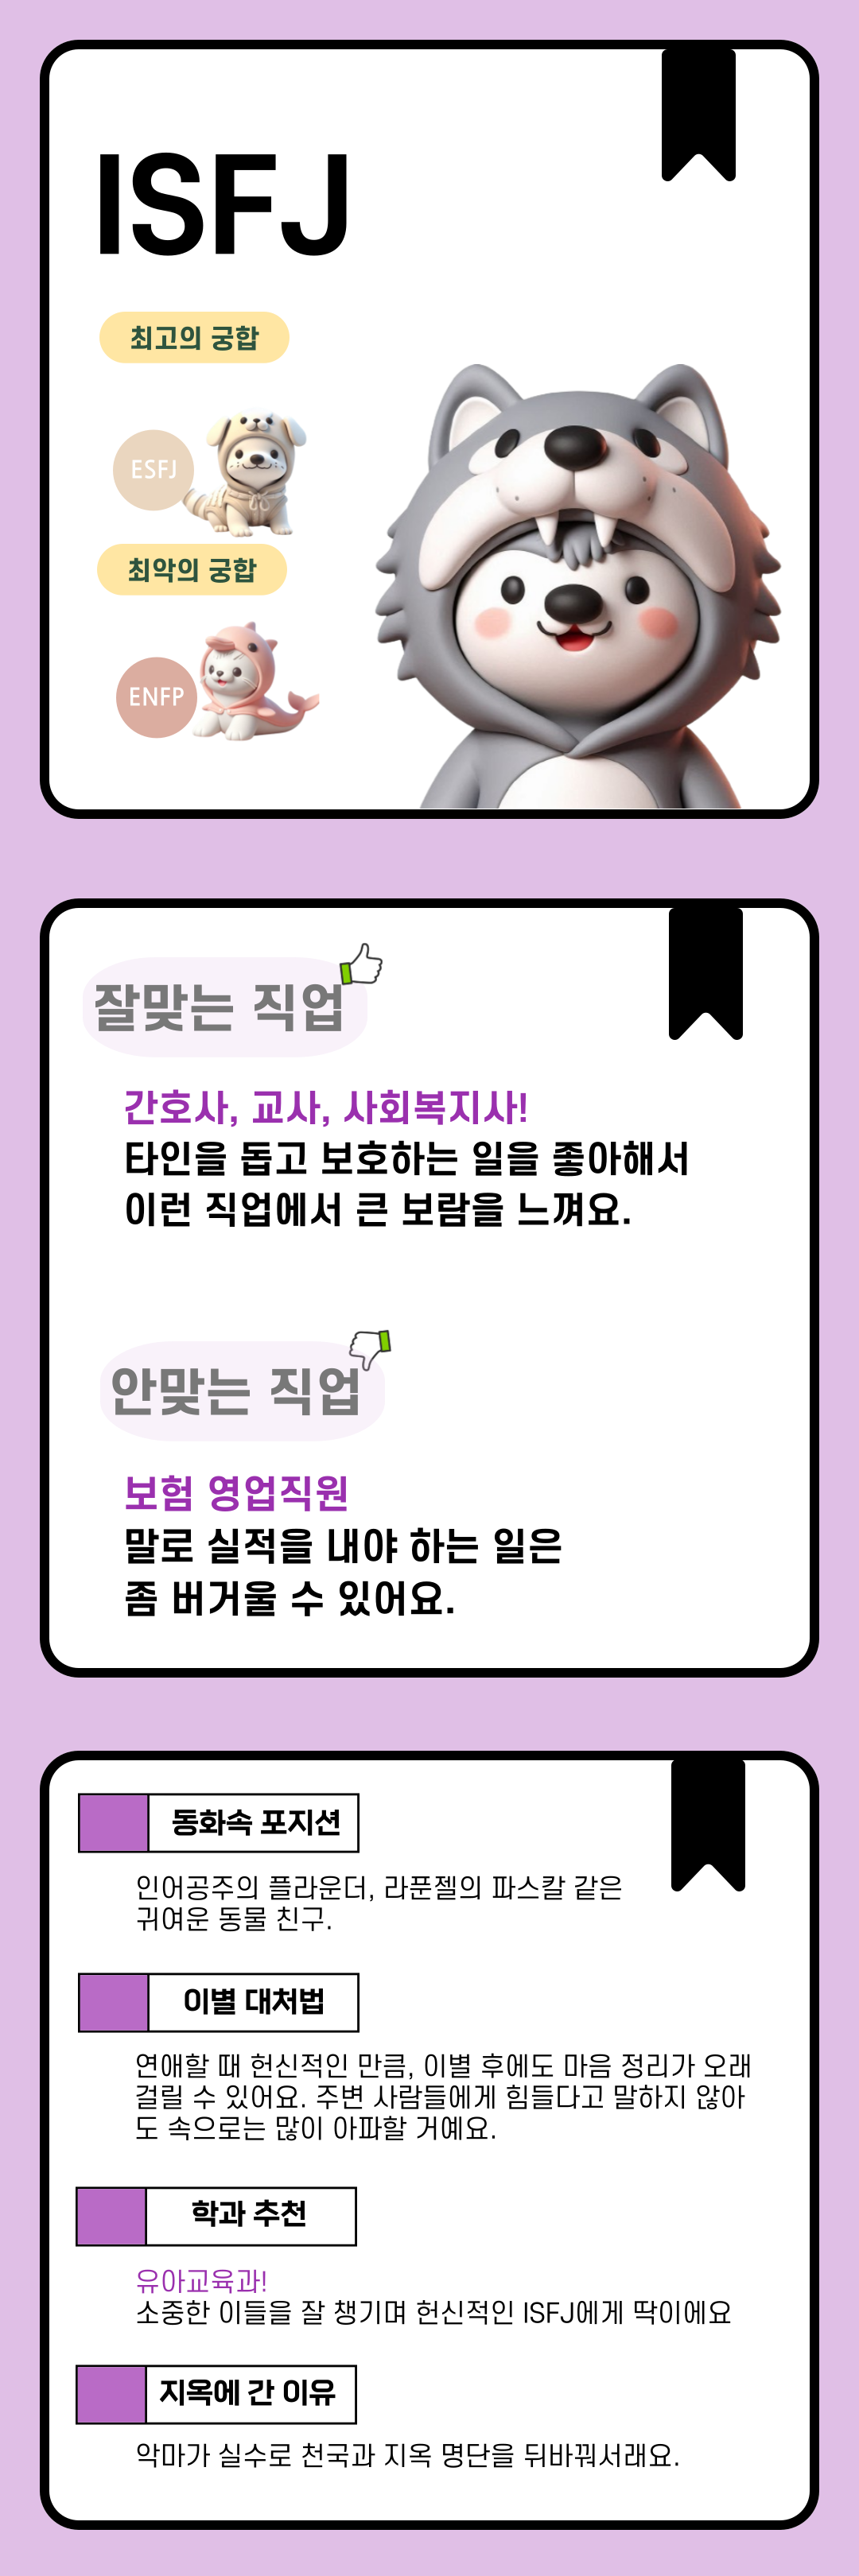 ISFJ
최고의 궁합
ESFJ
최악의 궁합
ENFP
잘맞는 직업
간호사, 교사, 사회복지사!
타인을 돕고 보호하는 일을 좋아해서
이런 직업에서 큰 보람을 느껴요.
안맞는 직업
보험 영업직원
말로 실적을 내야 하는 일은
좀 버거울 수 있어요.
동화속 포지션
인어공주의 플라운더, 라푼젤의 파스칼 같은
귀여운 동물 친구.
이별 대처법
연애할 때 헌신적인 만큼, 이별 후에도 마음 정리가 오래
걸릴 수 있어요. 주변 사람들에게 힘들다고 말하지 않아
도 속으로는 많이 아파할 거예요.
학과 추천
유아교육과!
소중한 이들을 잘 챙기며 헌신적인 ISFJ에게 딱이에요
지옥에 간 이유
악마가 실수로 천국과 지옥 명단을 뒤바꿔서래요.